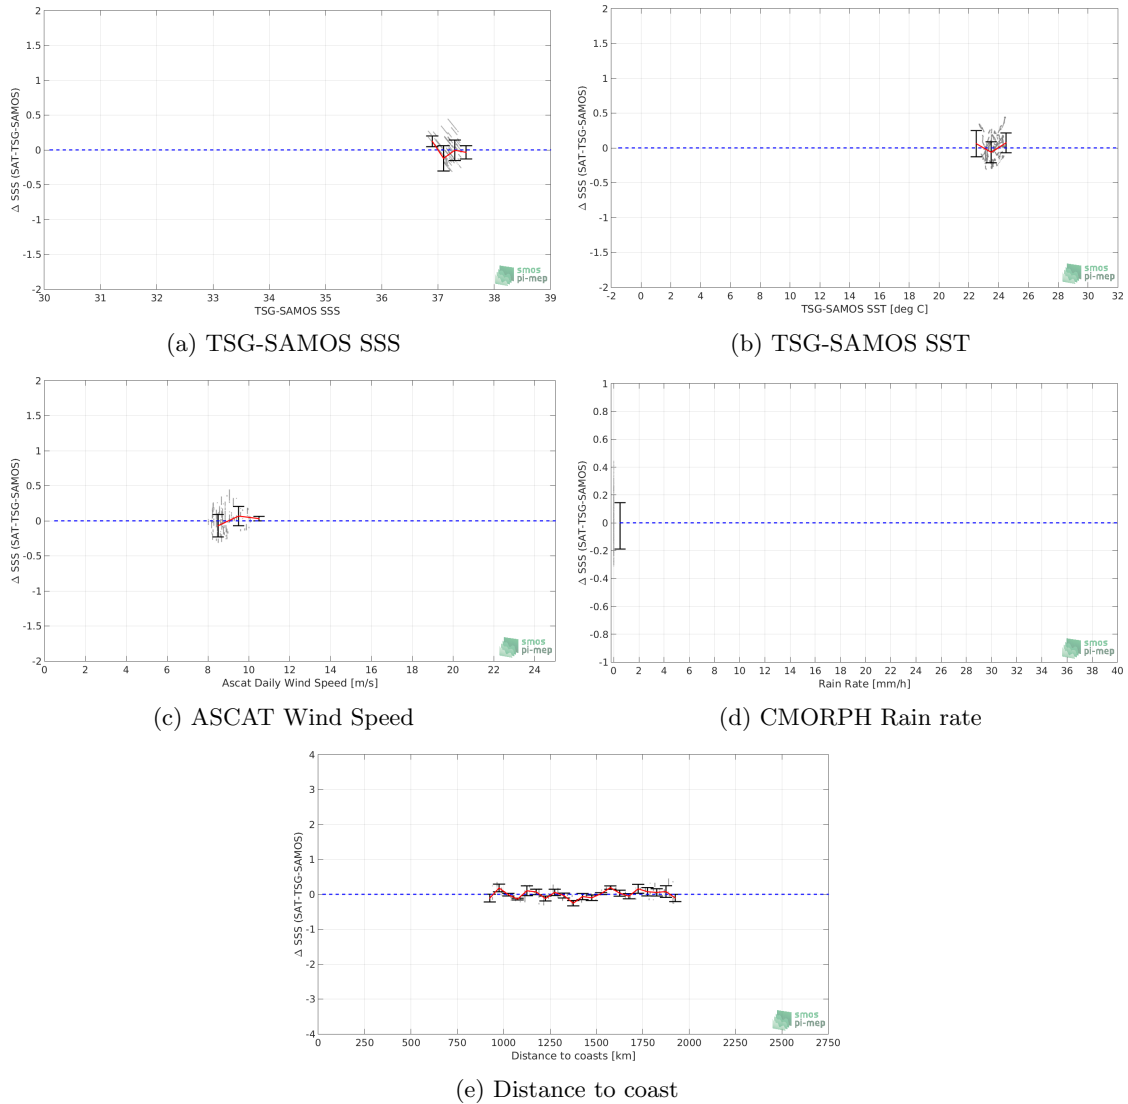 2
1.5
1
0.5
0
-0.5
-1
-1.5
-2
Δ SSS (SAT-TSG-SAMOS)
30 31 32 33 34 35 36 37 38 39
TSG-SAMOS SSS
smos
pi-mep
(a) TSG-SAMOS SSS
2
1.5
1
0.5
0
-0.5
-1
-1.5
-2
Δ SST (SAT-TSG-SAMOS)
-2 0 2 4 6 8 10 12 14 16 18 20 22 24 26 28 30 32
TSG-SAMOS SST [deg C]
smos
pi-mep
(b) TSG-SAMOS SST
2
1.5
1
0.5
0
-0.5
-1
-1.5
-2
Δ SSS (SAT-TSG-SAMOS)
0 2 4 6 8 10 12 14 16 18 20 22 24
Ascat Daily Wind Speed [m/s]
smos
pi-mep
(c) ASCAT Wind Speed
1
0.8
0.6
0.4
0.2
0
-0.2
-0.4
-0.6
-0.8
-1
Δ SSS (SAT-TSG-SAMOS)
0 2 4 6 8 10 12 14 16 18 20 22 24 26 28 30 32 34 36 38 40
Rain Rate [mm/h]
smos
pi-mep
(d) CMORPH Rain rate
4
3
2
1
0
-1
-2
-3
-4
Δ SSS (SAT-TSG-SAMOS)
0 250 500 750 1000 1250 1500 1750 2000 2250 2500 2750
Distance to coasts [km]
smos
pi-mep
(e) Distance to coast